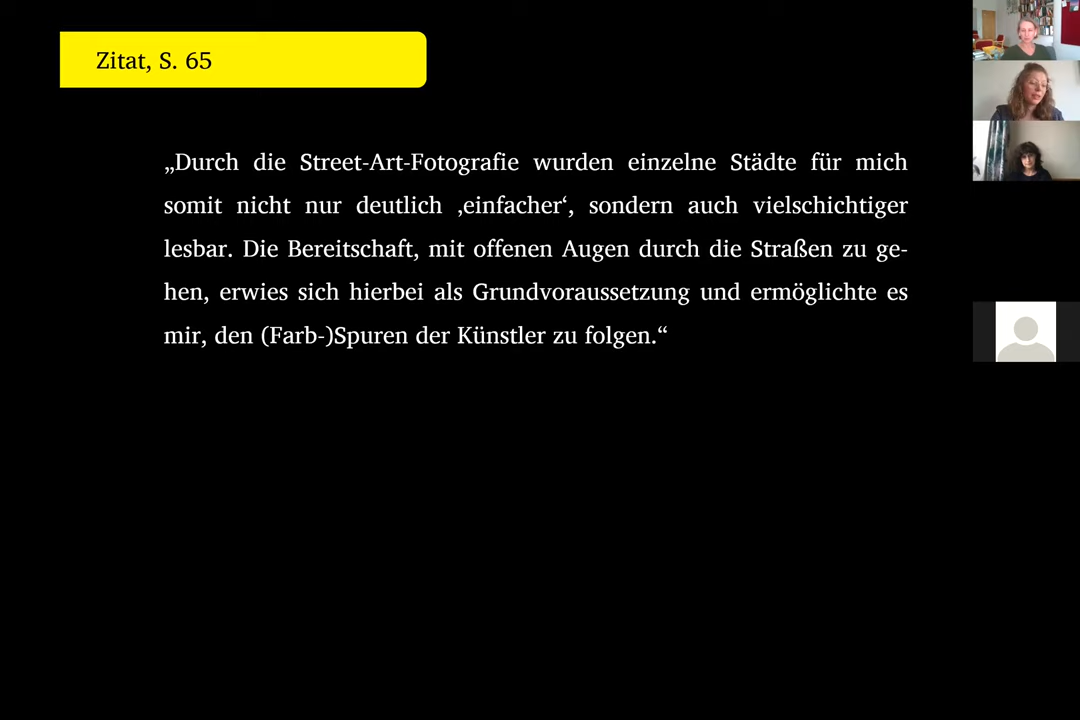 Zitat, S. 65
„Durch die Street-Art-Fotografie wurden einzelne Städte für mich
somit nicht nur deutlich ‚einfacher‘, sondern auch vielschichtiger
lesbar. Die Bereitschaft, mit offenen Augen durch die Straßen zu ge-
hen, erwies sich hierbei als Grundvoraussetzung und ermöglichte es
mir, den (Farb-)Spuren der Künstler zu folgen.“